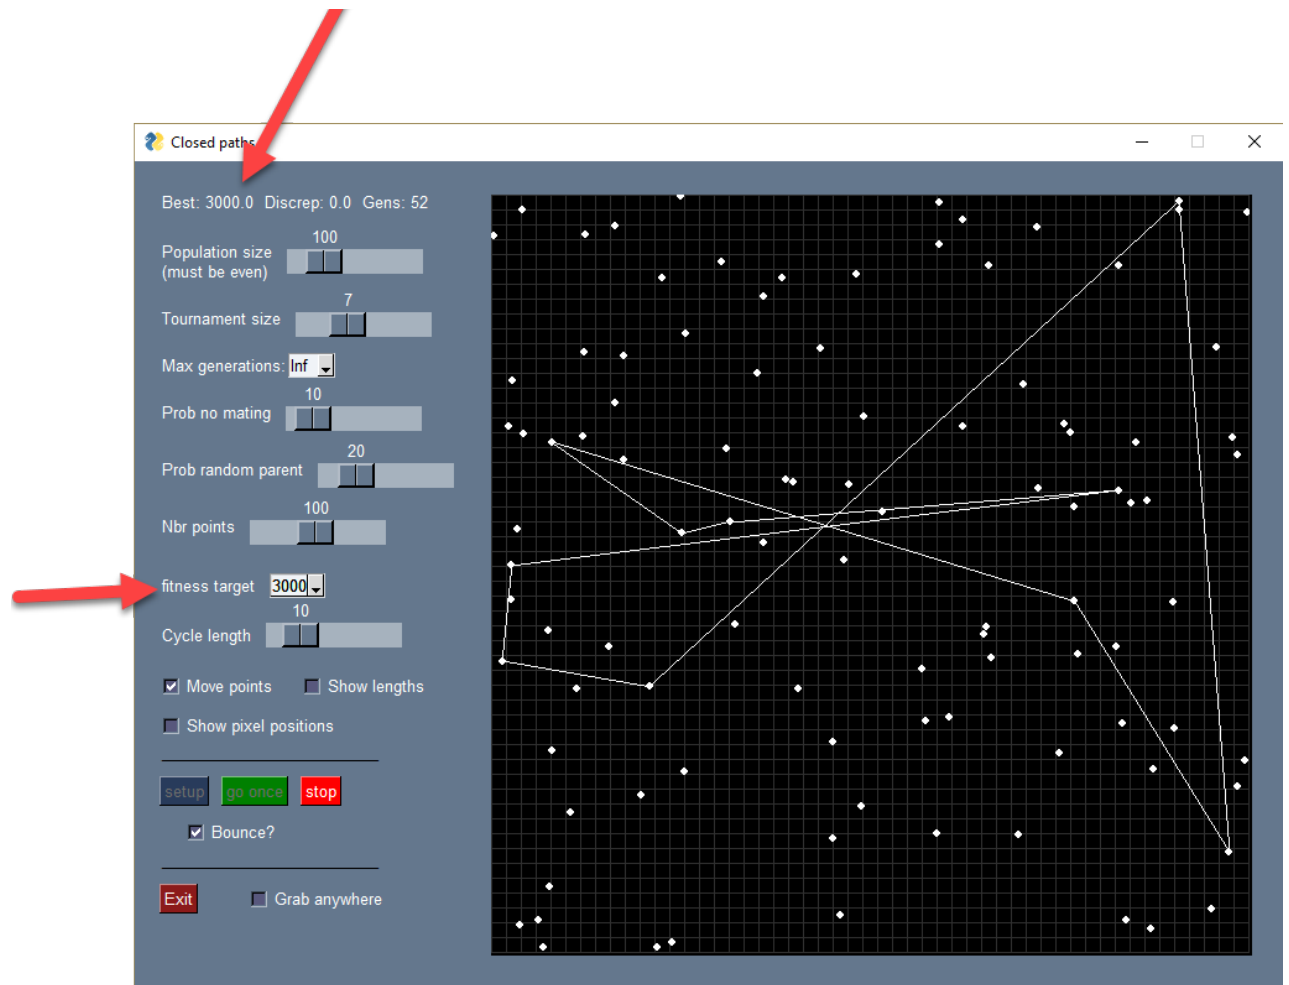 Closed paths
Best: 3000.0 Discrep: 0.0 Gens: 52
100
Population size
(must be even)
7
Tournament size
Max generations: Inf
10
Prob no mating
20
Prob random parent
100
Nbr points
fitness target 3000
10
Cycle length
Move points Show lengths
Show pixel positions
setup go once stop
Bounce?
Exit Grab anywhere